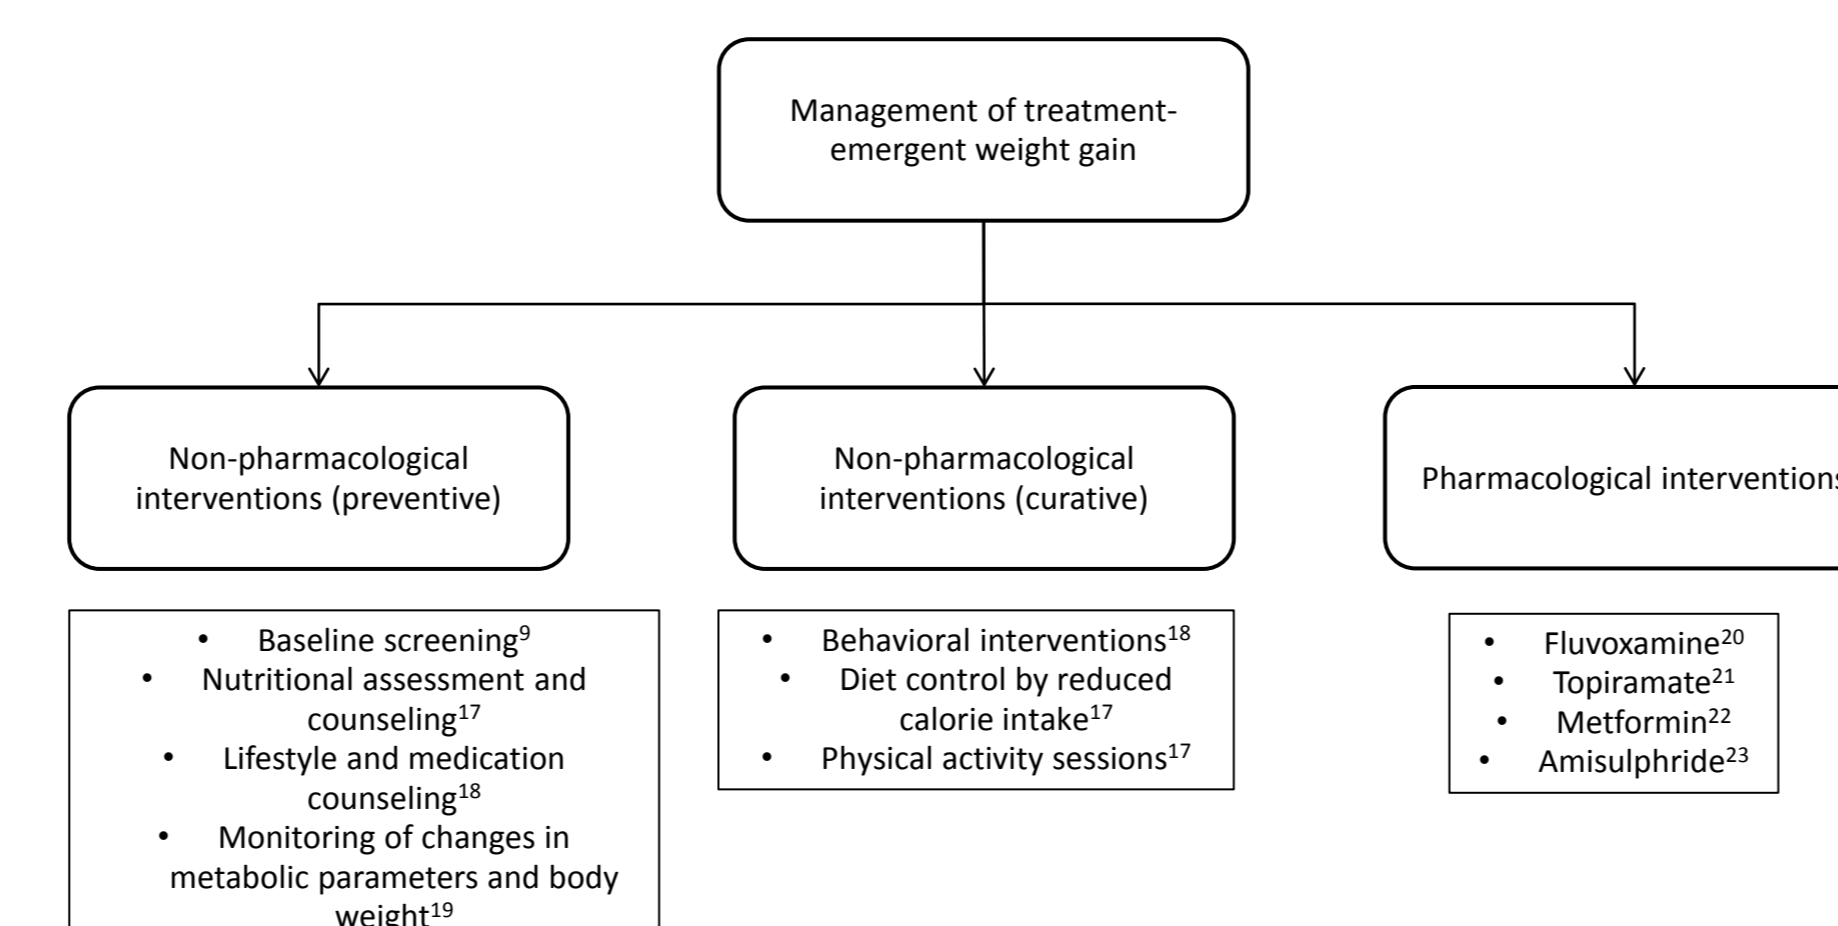 Management of treatment-
emergent weight gain
Non-pharmacological
interventions (preventive)
Non-pharmacological
interventions (curative)
Pharmacological interventions
• Baseline screening⁹
• Nutritional assessment and
counseling¹⁷
• Lifestyle and medication
counseling¹⁸
• Monitoring of changes in
metabolic parameters and body
weight¹⁹
• Behavioral interventions¹⁸
• Diet control by reduced
calorie intake¹⁷
• Physical activity sessions¹⁷
• Fluvoxamine²⁰
• Topiramate²¹
• Metformin²²
• Amisulphride²³